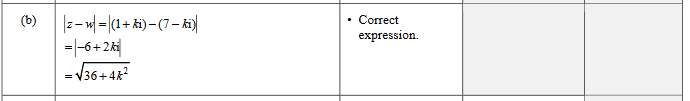 (b)
|z − w| = |(1 + ki) − (7 − ki)|
= |−6 + 2ki|
= √36 + 4k²
• Correct
expression.